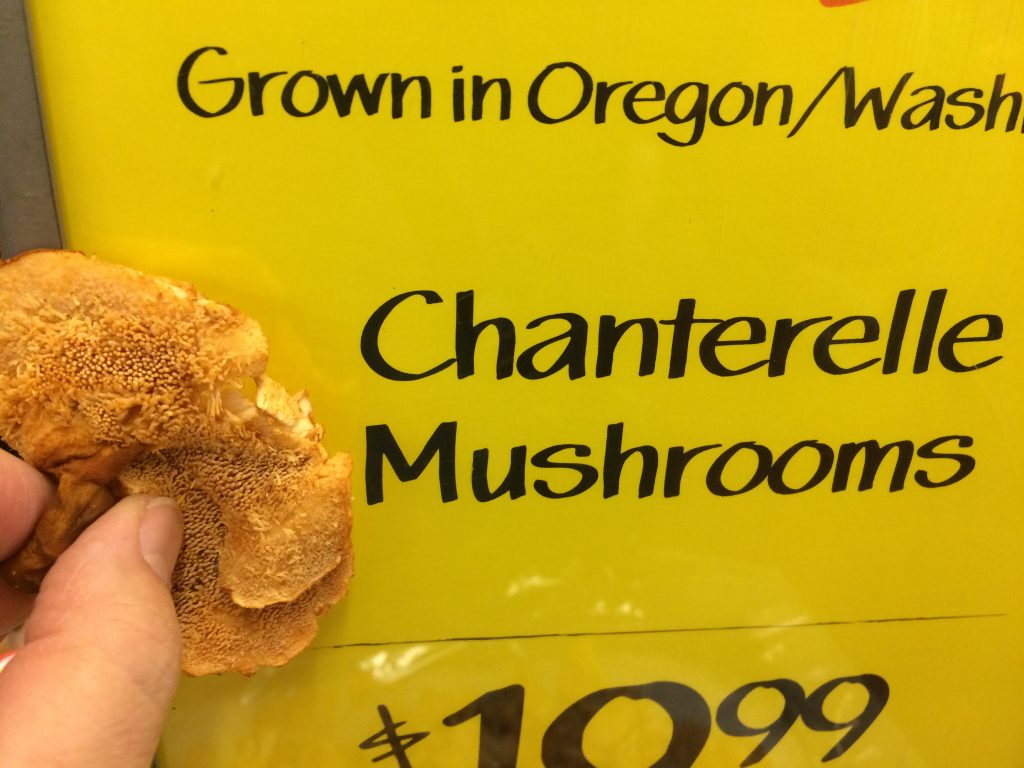 Grown in Oregon/Wash
Chanterelle
Mushrooms
$1099